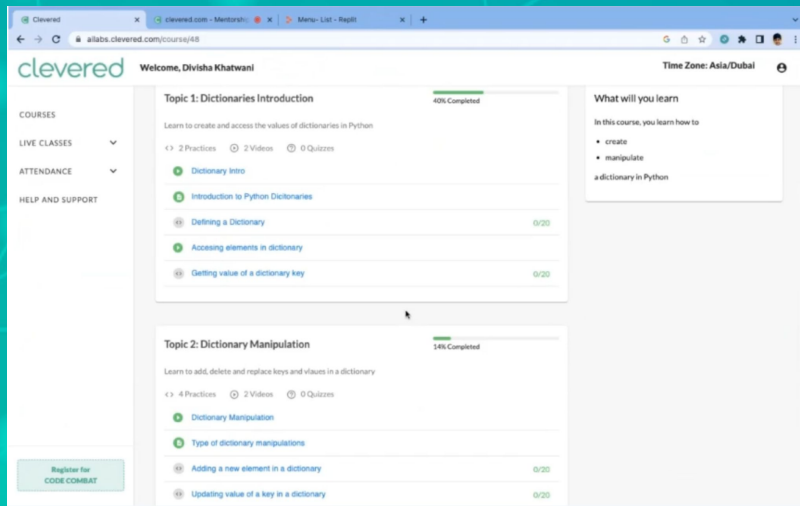 Clevered
clevered.com - Mentorship
Menu- List - Replit
ailabs.clevered.com/course/48
clevered
Welcome, Divisha Khatwani
Time Zone: Asia/Dubai
COURSES
LIVE CLASSES
ATTENDANCE
HELP AND SUPPORT
Register for
CODE COMBAT
Topic 1: Dictionaries Introduction
40% Completed
Learn to create and access the values of dictionaries in Python
2 Practices 2 Videos 0 Quizzes
Dictionary Intro
Introduction to Python Dicitonaries
Defining a Dictionary 0/20
Accesing elements in dictionary
Getting value of a dictionary key 0/20
Topic 2: Dictionary Manipulation
14% Completed
Learn to add, delete and replace keys and vlaues in a dictionary
4 Practices 2 Videos 0 Quizzes
Dictionary Manipulation
Type of dictionary manipulations
Adding a new element in a dictionary 0/20
Updating value of a key in a dictionary 0/20
What will you learn
In this course, you learn how to
create
manipulate
a dictionary in Python